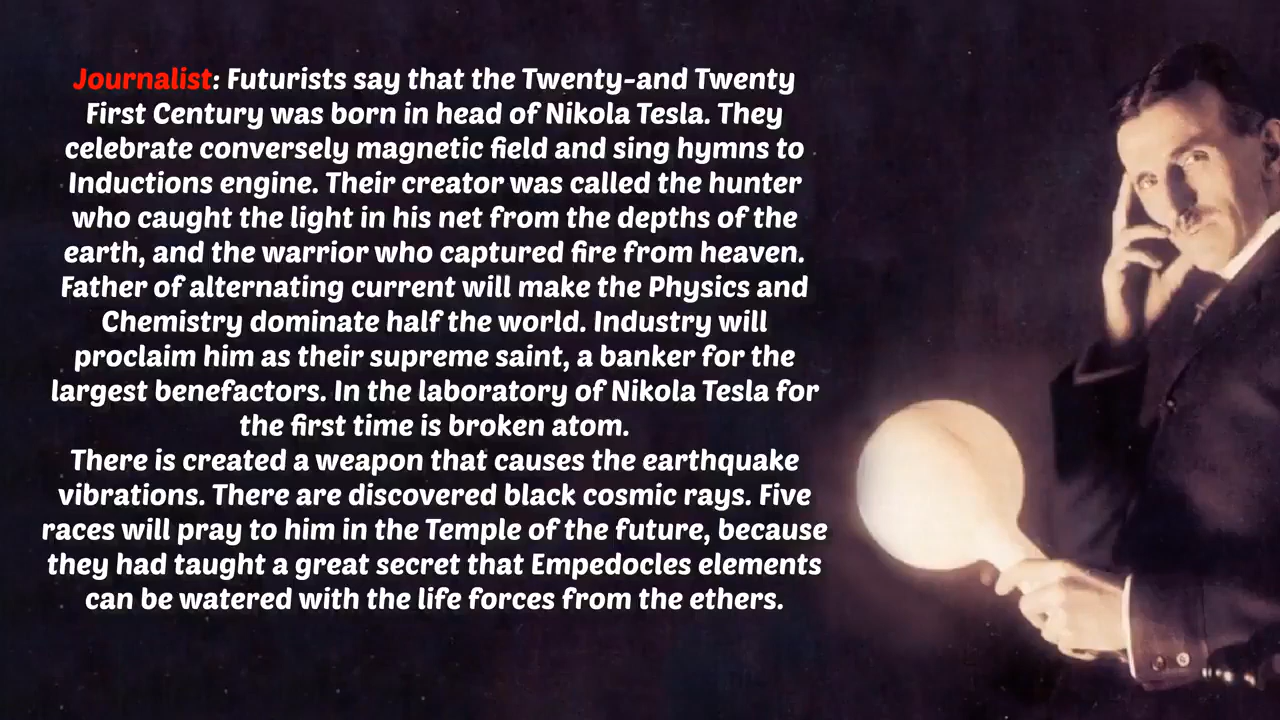 Journalist: Futurists say that the Twenty-and Twenty
First Century was born in head of Nikola Tesla. They
celebrate conversely magnetic field and sing hymns to
Inductions engine. Their creator was called the hunter
who caught the light in his net from the depths of the
earth, and the warrior who captured fire from heaven.
Father of alternating current will make the Physics and
Chemistry dominate half the world. Industry will
proclaim him as their supreme saint, a banker for the
largest benefactors. In the laboratory of Nikola Tesla for
the first time is broken atom.
There is created a weapon that causes the earthquake
vibrations. There are discovered black cosmic rays. Five
races will pray to him in the Temple of the future, because
they had taught a great secret that Empedocles elements
can be watered with the life forces from the ethers.